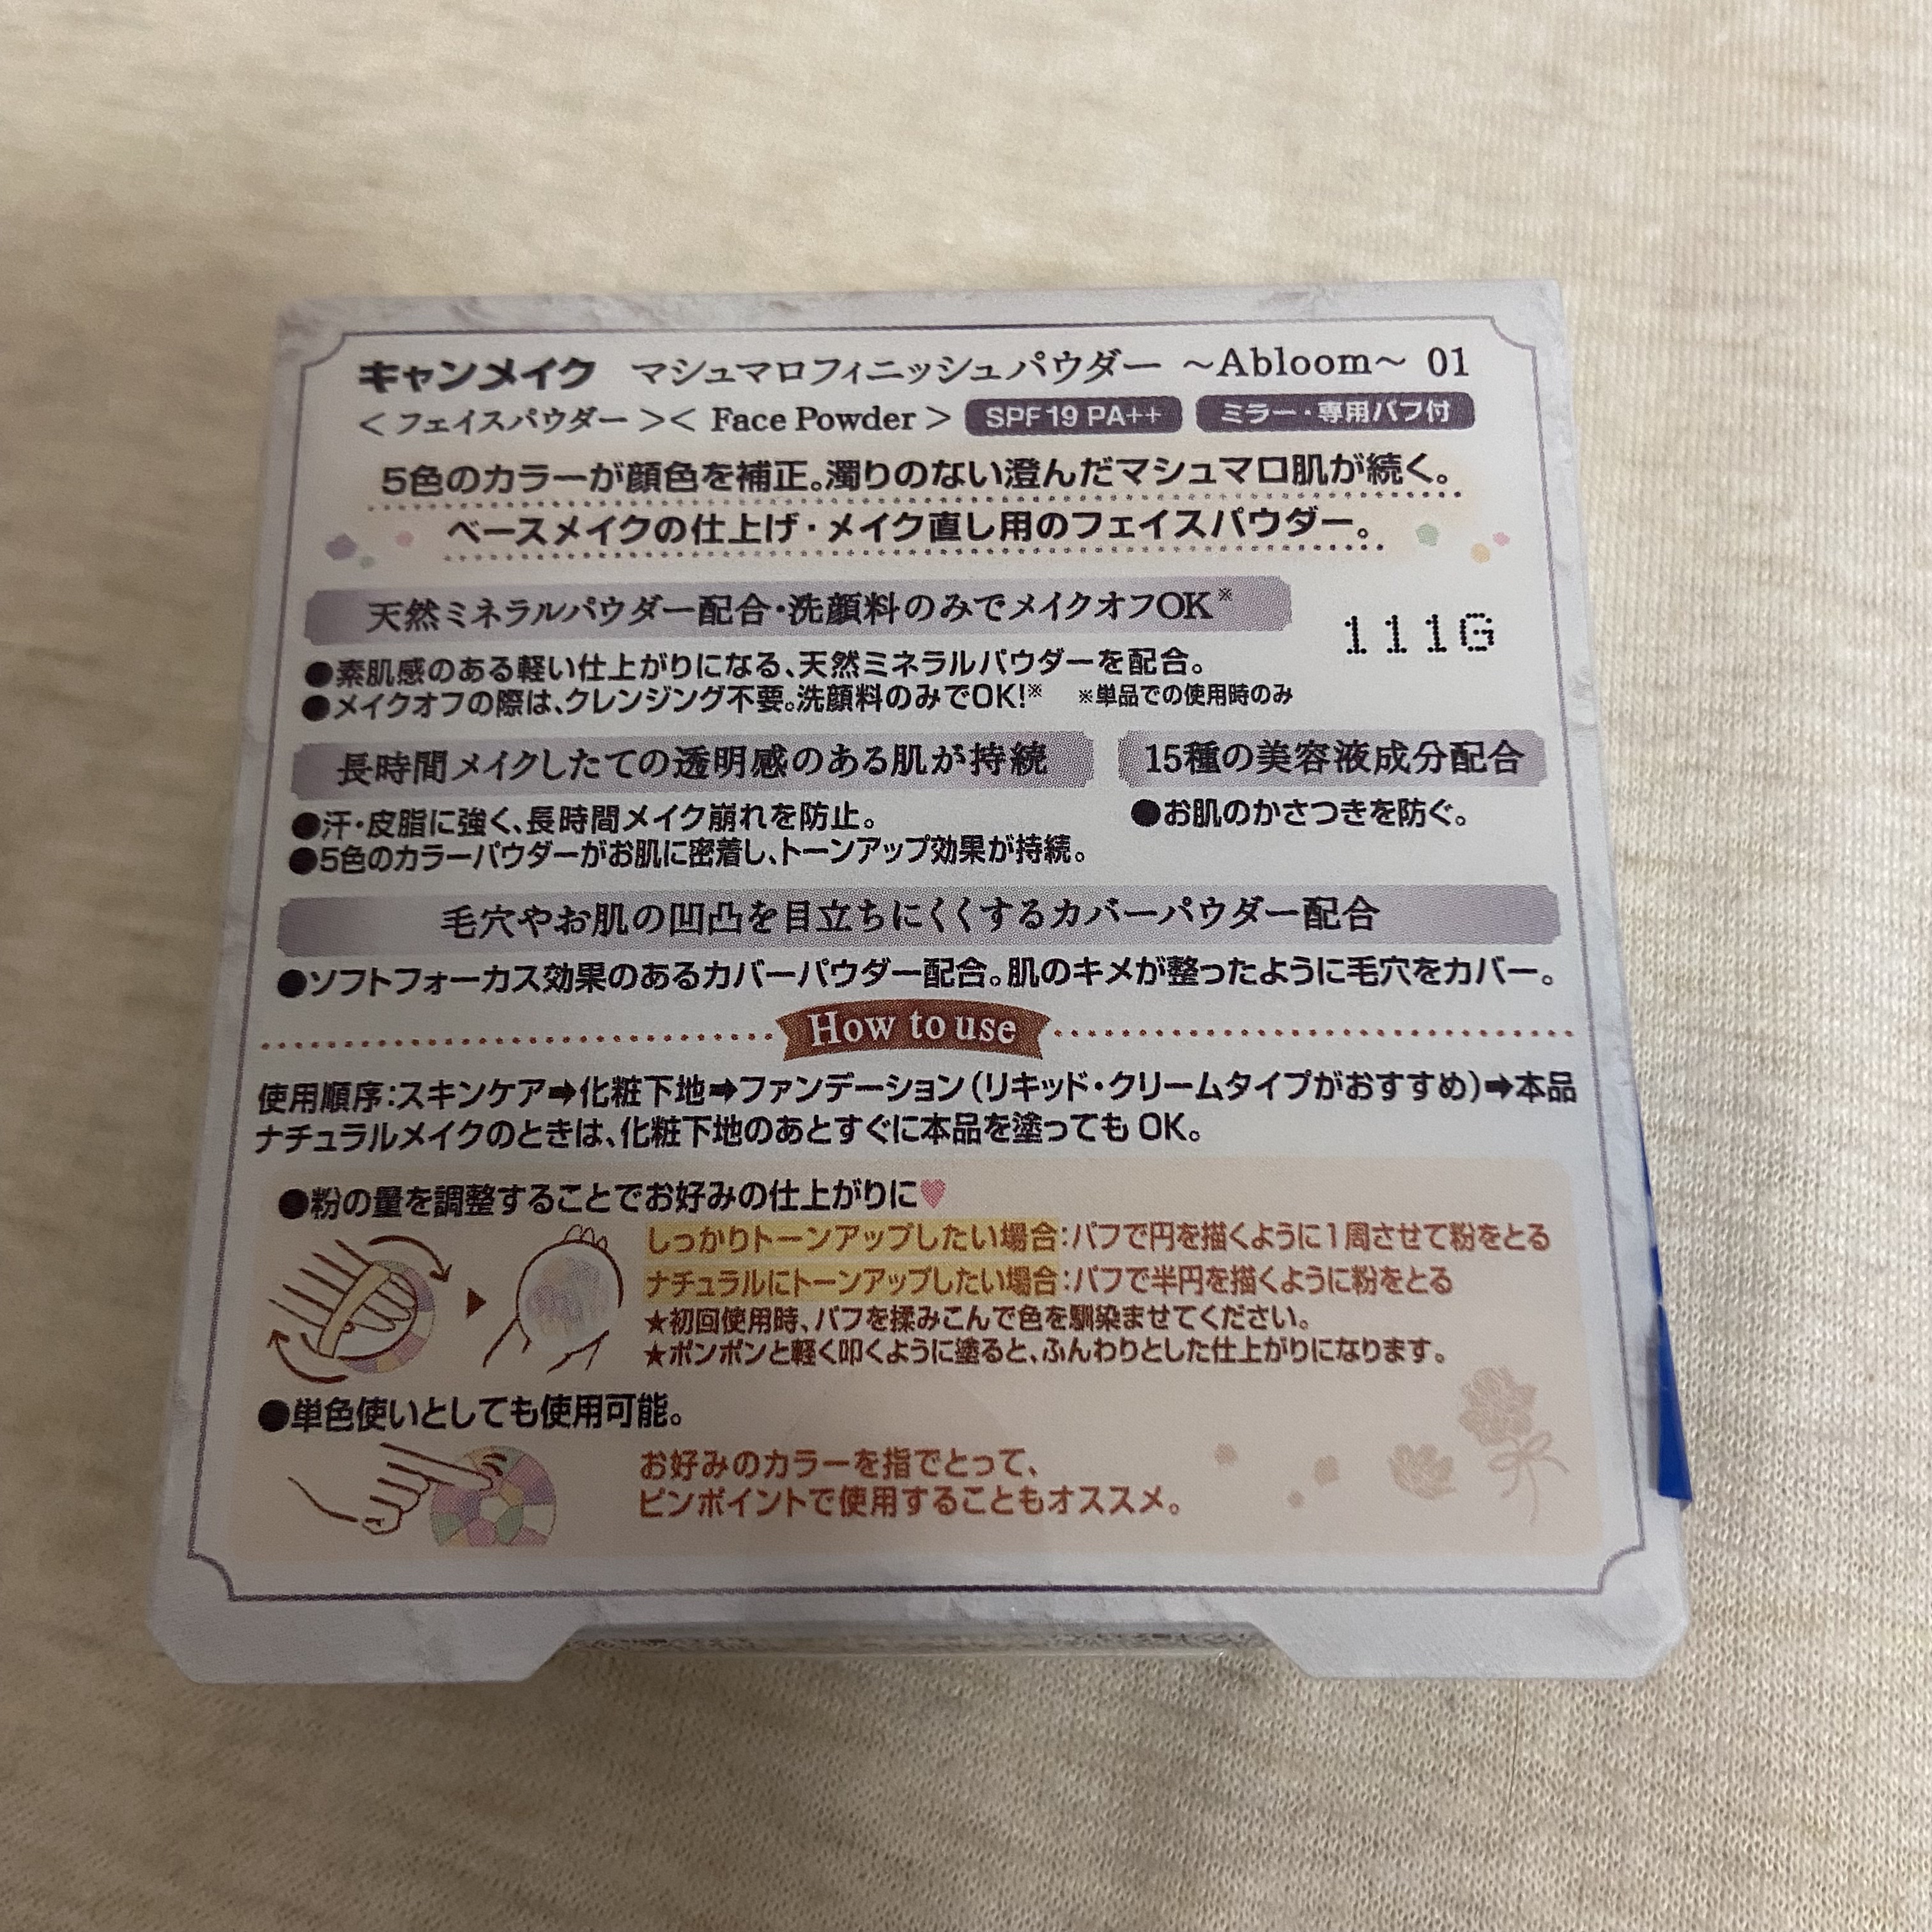 キャンメイク マシュマロフィニッシュパウダー ～Abloom～ 01
＜フェイスパウダー＞＜ Face Powder ＞ SPF19 PA++ ミラー・専用パフ付
5色のカラーが顔色を補正。濁りのない澄んだマシュマロ肌が続く。
ベースメイクの仕上げ・メイク直し用のフェイスパウダー。
天然ミネラルパウダー配合・洗顔料のみでメイクオフOK※
111G
●素肌感のある軽い仕上がりになる、天然ミネラルパウダーを配合。
●メイクオフの際は、クレンジング不要。洗顔料のみでOK!※ ※単品での使用時のみ
長時間メイクしたての透明感のある肌が持続
●汗・皮脂に強く、長時間メイク崩れを防止。
●5色のカラーパウダーがお肌に密着し、トーンアップ効果が持続。
15種の美容液成分配合
●お肌のかさつきを防ぐ。
毛穴やお肌の凹凸を目立ちにくくするカバーパウダー配合
●ソフトフォーカス効果のあるカバーパウダー配合。肌のキメが整ったように毛穴をカバー。
How to use
使用順序：スキンケア➡化粧下地➡ファンデーション（リキッド・クリームタイプがおすすめ）➡本品
ナチュラルメイクのときは、化粧下地のあとすぐに本品を塗ってもOK。
●粉の量を調整することでお好みの仕上がりに♥
しっかりトーンアップしたい場合：パフで円を描くように1周させて粉をとる
ナチュラルにトーンアップしたい場合：パフで半円を描くように粉をとる
★初回使用時、パフを揉みこんで色を馴染ませてください。
★ポンポンと軽く叩くように塗ると、ふんわりとした仕上がりになります。
●単色使いとしても使用可能。
お好みのカラーを指でとって、
ピンポイントで使用することもオススメ。